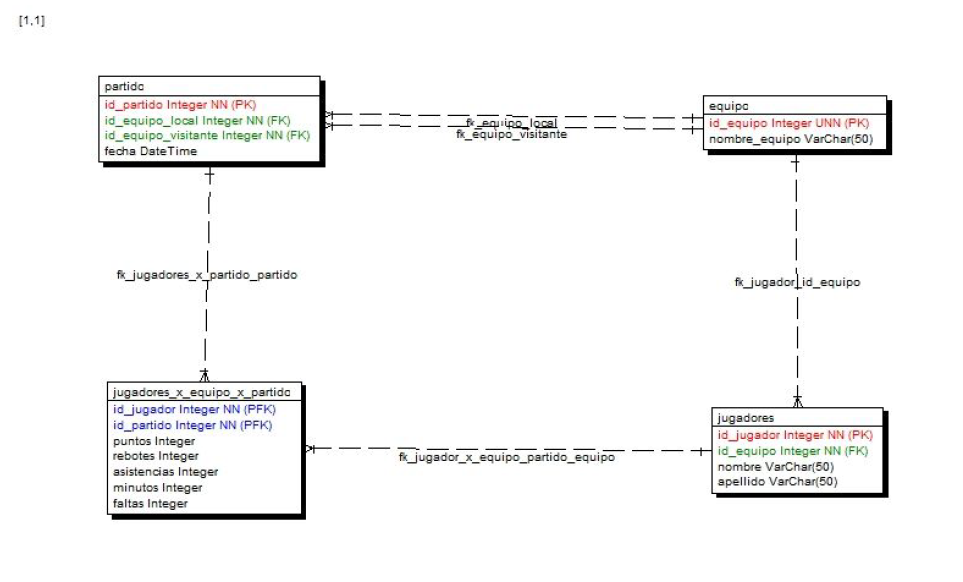 [1,1]
partido
id_partido Integer NN (PK)
id_equipo_local Integer NN (FK)
id_equipo_visitante Integer NN (FK)
fecha DateTime
fk_equipo_local
fk_equipo_visitante
equipo
id_equipo Integer UNN (PK)
nombre_equipo VarChar(50)
fk_jugadores_x_partido_partido
fk_jugador_id_equipo
jugadores_x_equipo_x_partido
id_jugador Integer NN (PFK)
id_partido Integer NN (PFK)
puntos Integer
rebotes Integer
asistencias Integer
minutos Integer
faltas Integer
fk_jugador_x_equipo_partido_equipo
jugadores
id_jugador Integer NN (PK)
id_equipo Integer NN (FK)
nombre VarChar(50)
apellido VarChar(50)